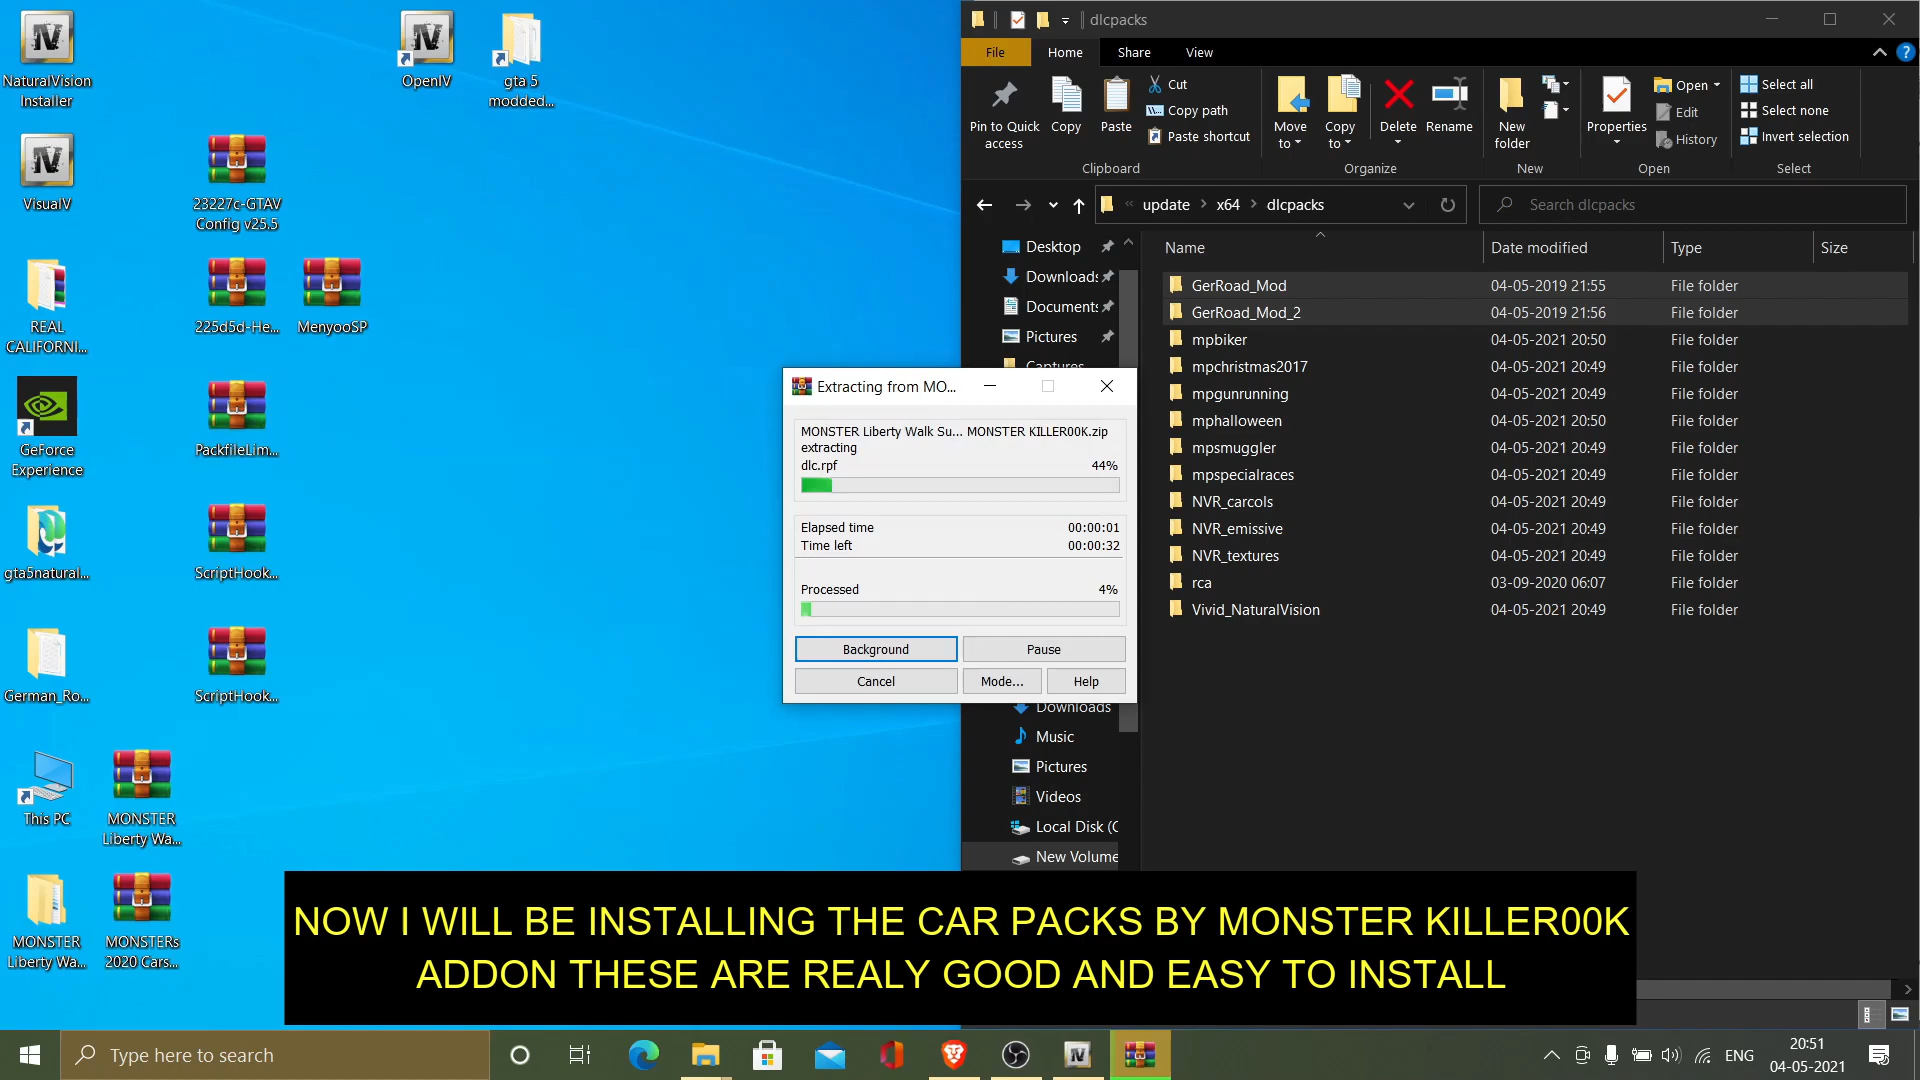 NaturalVision
Installer
OpenIV
gta 5
modded...
VisualV
23227c-GTAV
Config v25.5
REAL
CALIFORNI...
225d5d-He...
MenyooSP
GeForce
Experience
PackfileLim...
gta5natural...
ScriptHook...
German_Ro...
ScriptHook...
This PC
MONSTER
Liberty Wa...
MONSTER
Liberty Wa...
MONSTERs
2020 Cars...
dlcpacks
File
Home
Share
View
Pin to Quick
access
Copy
Paste
Cut
Copy path
Paste shortcut
Clipboard
Move
to
Copy
to
Delete
Rename
Organize
New
folder
New
Properties
Open
Edit
History
Open
Select all
Select none
Invert selection
Select
« update > x64 > dlcpacks
Search dlcpacks
Name
Date modified
Type
Size
Desktop
Downloads
Documents
Pictures
Captures
Downloads
Music
Pictures
Videos
Local Disk (C
New Volume
GerRoad_Mod 04-05-2019 21:55 File folder
GerRoad_Mod_2 04-05-2019 21:56 File folder
mpbiker 04-05-2021 20:50 File folder
mpchristmas2017 04-05-2021 20:49 File folder
mpgunrunning 04-05-2021 20:49 File folder
mphalloween 04-05-2021 20:50 File folder
mpsmuggler 04-05-2021 20:49 File folder
mpspecialraces 04-05-2021 20:49 File folder
NVR_carcols 04-05-2021 20:49 File folder
NVR_emissive 04-05-2021 20:49 File folder
NVR_textures 04-05-2021 20:49 File folder
rca 03-09-2020 06:07 File folder
Vivid_NaturalVision 04-05-2021 20:49 File folder
Extracting from MO...
MONSTER Liberty Walk Su... MONSTER KILLER00K.zip
extracting
dlc.rpf 44%
Elapsed time 00:00:01
Time left 00:00:32
Processed 4%
Background
Pause
Cancel
Mode...
Help
NOW I WILL BE INSTALLING THE CAR PACKS BY MONSTER KILLER00K
ADDON THESE ARE REALY GOOD AND EASY TO INSTALL
Type here to search
ENG
20:51
04-05-2021